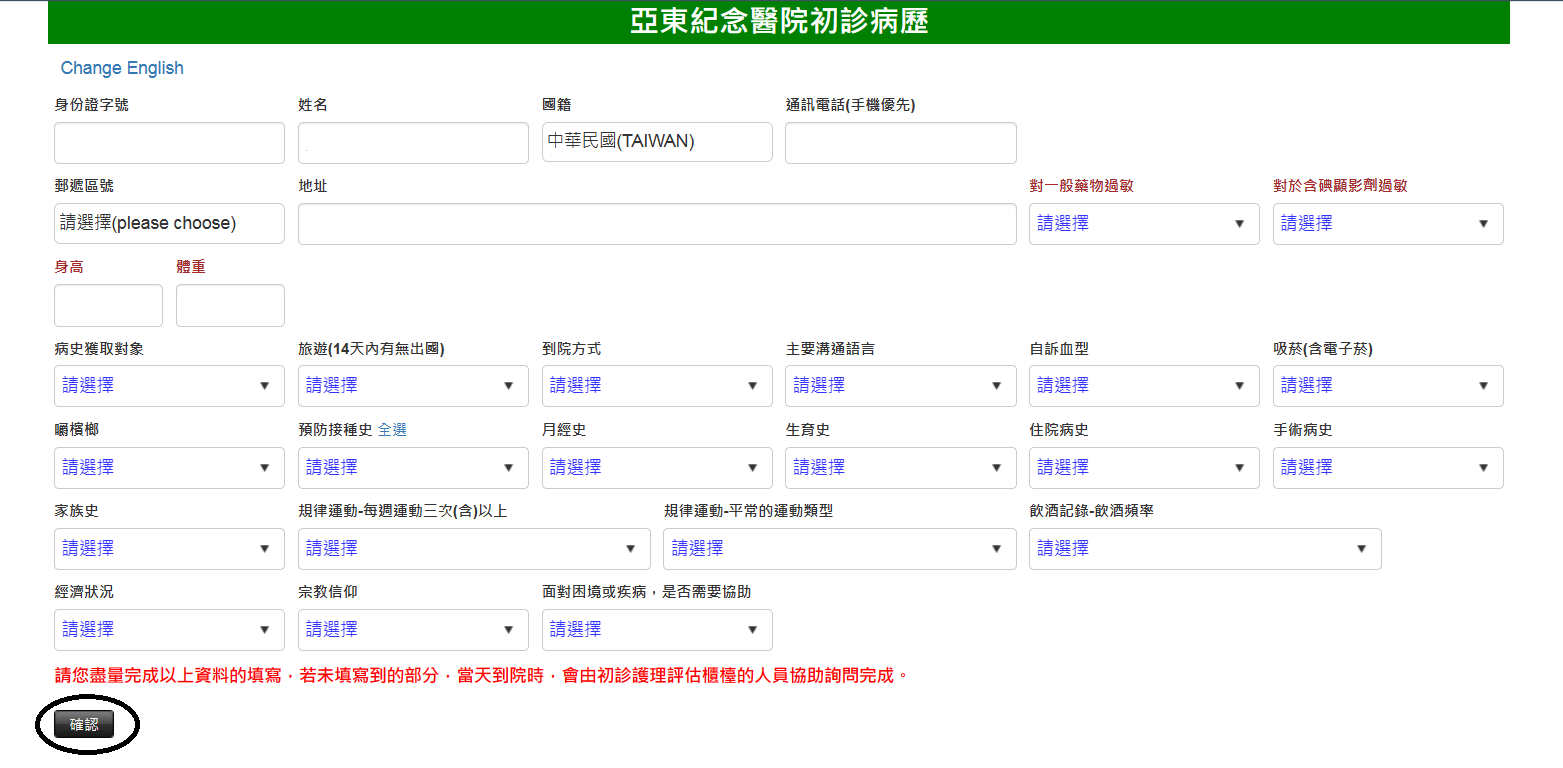 亞東紀念醫院初診病歷
Change English
身份證字號 姓名 國籍 通訊電話(手機優先)
中華民國(TAIWAN)
郵遞區號 地址 對一般藥物過敏 對於含碘顯影劑過敏
請選擇(please choose) 請選擇 請選擇
身高 體重
病史獲取對象 旅遊(14天內有無出國) 到院方式 主要溝通語言 自訴血型 吸菸(含電子菸)
請選擇 請選擇 請選擇 請選擇 請選擇 請選擇
嚼檳榔 預防接種史 全選 月經史 生育史 住院病史 手術病史
請選擇 請選擇 請選擇 請選擇 請選擇 請選擇
家族史 規律運動-每週運動三次(含)以上 規律運動-平常的運動類型 飲酒記錄-飲酒頻率
請選擇 請選擇 請選擇 請選擇
經濟狀況 宗教信仰 面對困境或疾病，是否需要協助
請選擇 請選擇 請選擇
請您盡量完成以上資料的填寫．若未填寫到的部分．當天到院時．會由初診護理評估櫃檯的人員協助詢問完成。
確認